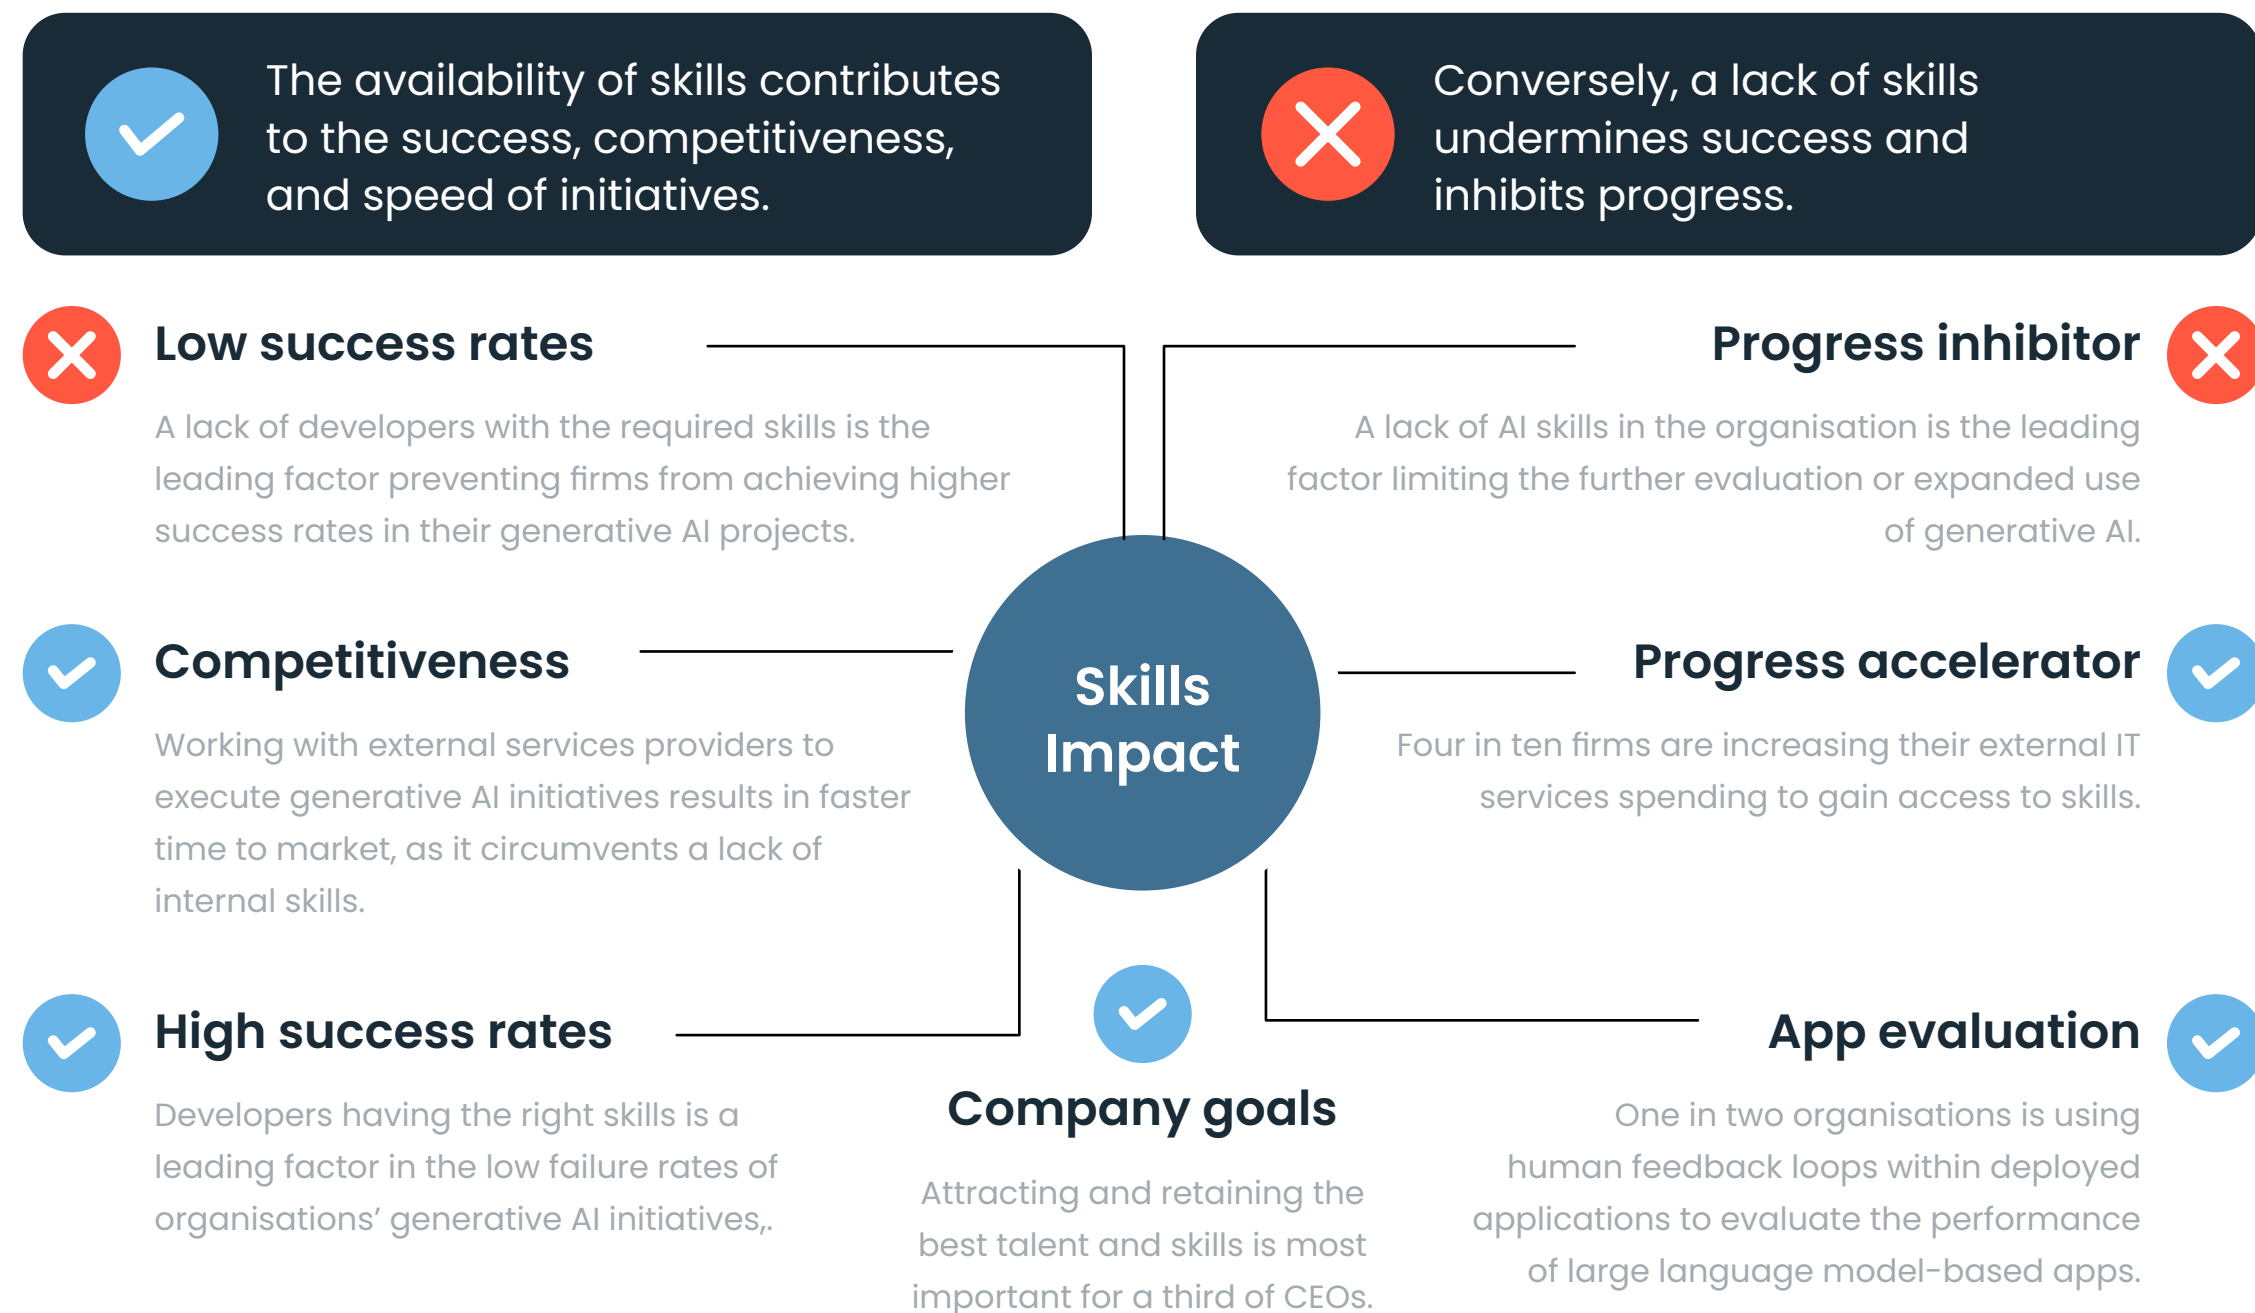 The availability of skills contributes
to the success, competitiveness,
and speed of initiatives.
Conversely, a lack of skills
undermines success and
inhibits progress.
Low success rates
A lack of developers with the required skills is the
leading factor preventing firms from achieving higher
success rates in their generative AI projects.
Progress inhibitor
A lack of AI skills in the organisation is the leading
factor limiting the further evaluation or expanded use
of generative AI.
Skills
Impact
Competitiveness
Working with external services providers to
execute generative AI initiatives results in faster
time to market, as it circumvents a lack of
internal skills.
Progress accelerator
Four in ten firms are increasing their external IT
services spending to gain access to skills.
High success rates
Developers having the right skills is a
leading factor in the low failure rates of
organisations’ generative AI initiatives,.
Company goals
Attracting and retaining the
best talent and skills is most
important for a third of CEOs.
App evaluation
One in two organisations is using
human feedback loops within deployed
applications to evaluate the performance
of large language model-based apps.